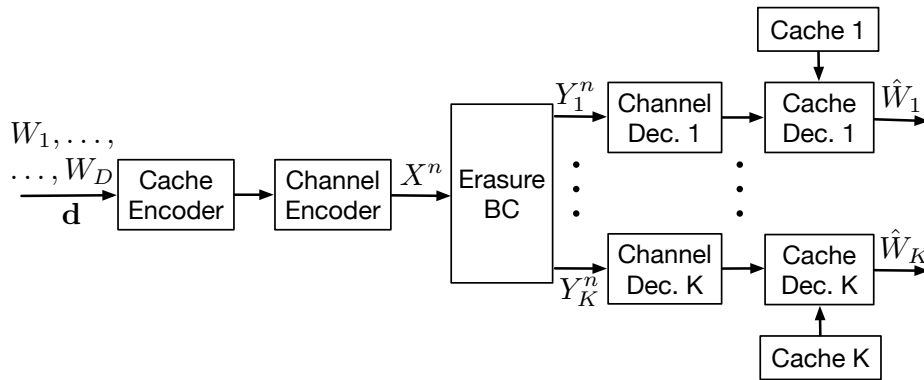 W_1, ...,
..., W_D
d
Cache
Encoder
Channel
Encoder
X^n
Erasure
BC
Y_1^n
Channel
Dec. 1
Cache 1
Cache
Dec. 1
Ŵ_1
Y_K^n
Channel
Dec. K
Cache
Dec. K
Ŵ_K
Cache K